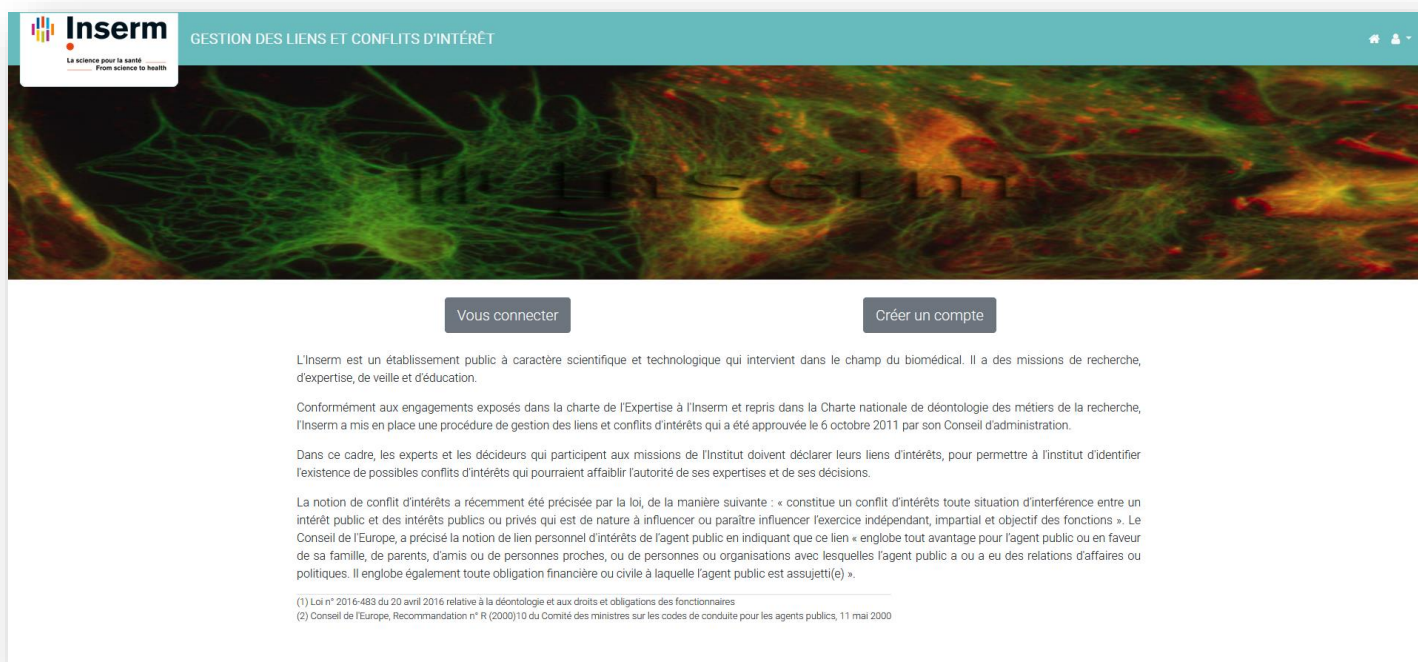 Inserm
La science pour la santé
From science to health
GESTION DES LIENS ET CONFLITS D'INTÉRÊT
Inserm
Vous connecter
Créer un compte
L'Inserm est un établissement public à caractère scientifique et technologique qui intervient dans le champ du biomédical. Il a des missions de recherche,
d'expertise, de veille et d'éducation.
Conformément aux engagements exposés dans la charte de l'Expertise à l'Inserm et repris dans la Charte nationale de déontologie des métiers de la recherche,
l'Inserm a mis en place une procédure de gestion des liens et conflits d'intérêts qui a été approuvée le 6 octobre 2011 par son Conseil d'administration.
Dans ce cadre, les experts et les décideurs qui participent aux missions de l'Institut doivent déclarer leurs liens d'intérêts, pour permettre à l'institut d'identifier
l'existence de possibles conflits d'intérêts qui pourraient affaiblir l'autorité de ses expertises et de ses décisions.
La notion de conflit d'intérêts a récemment été précisée par la loi, de la manière suivante : « constitue un conflit d'intérêts toute situation d'interférence entre un
intérêt public et des intérêts publics ou privés qui est de nature à influencer ou paraître influencer l'exercice indépendant, impartial et objectif des fonctions ». Le
Conseil de l'Europe, a précisé la notion de lien personnel d'intérêts de l'agent public en indiquant que ce lien « englobe tout avantage pour l'agent public ou en faveur
de sa famille, de parents, d'amis ou de personnes proches, ou de personnes ou organisations avec lesquelles l'agent public a ou a eu des relations d'affaires ou
politiques. Il englobe également toute obligation financière ou civile à laquelle l'agent public est assujetti(e) ».
(1) Loi n° 2016-483 du 20 avril 2016 relative à la déontologie et aux droits et obligations des fonctionnaires
(2) Conseil de l'Europe, Recommandation n° R (2000)10 du Comité des ministres sur les codes de conduite pour les agents publics, 11 mai 2000